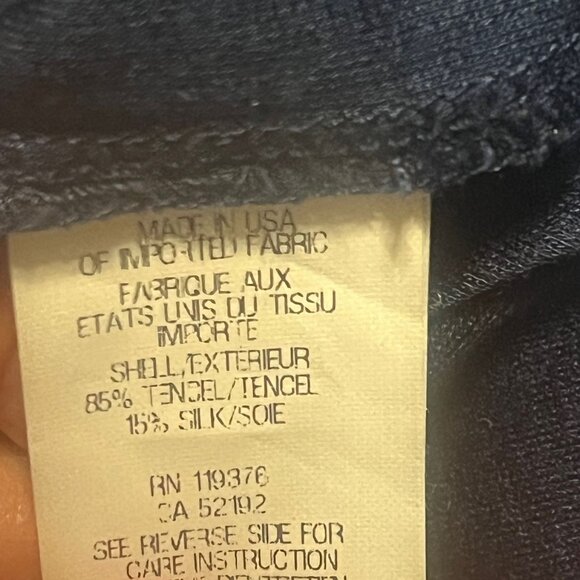 MADE IN USA
OF IMPORTED FABRIC
FABRIQUE AUX
ETATS UNIS DU TISSU
IMPORTE
SHELL/EXTERIEUR
85% TENCEL/TENCEL
15% SILK/SOIE
RN 119376
CA 52192
SEE REVERSE SIDE FOR
CARE INSTRUCTION